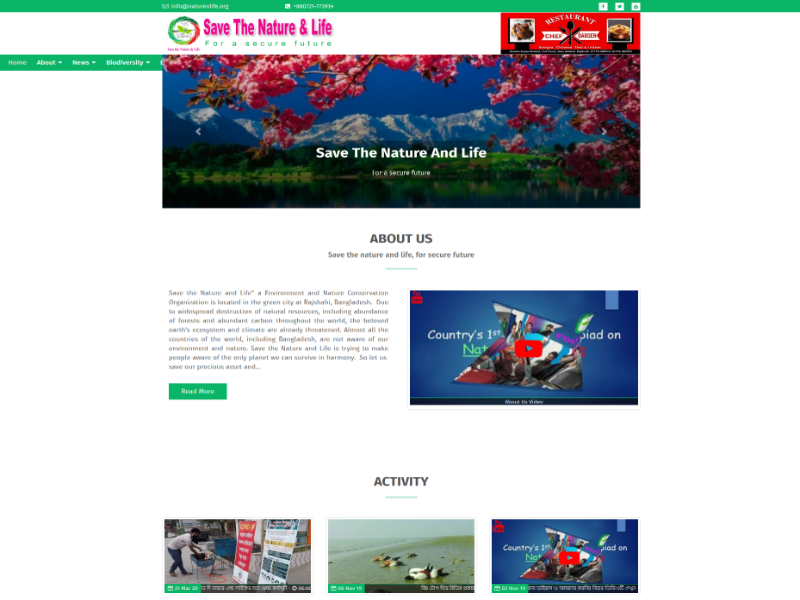 info@naturenlife.org
+880721-773934
Save The Nature & Life
For a secure future
Save the Nature & Life
RESTAURANT
CHEF GARDEN
Home About News Biodiversity
Save The Nature And Life
For a secure future
ABOUT US
Save the nature and life, for secure future
Save the Nature and Life" a Environment and Nature Conservation
Organization is located in the green city at Rajshahi, Bangladesh. Due
to widespread destruction of natural resources, including abundance
of forests and abundant carbon throughout the world, the beloved
earth's ecosystem and climate are already threatened. Almost all the
countries of the world, including Bangladesh, are not aware of our
environment and nature. Save the Nature and Life is trying to make
people aware of the only planet we can survive in harmony. So let us
save our precious asset and...
Read More
Country's 1st piad on
Nat
About Us Video
ACTIVITY
21 Mar 20
06:00
06 Nov 19
Country's 1st piad on
Nat
03 Nov 19